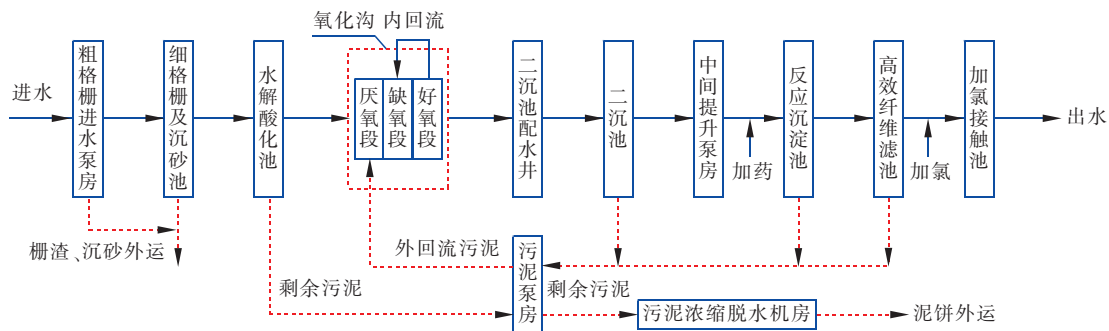 氧化沟 内回流
进水
粗格栅进水泵房
细格栅及沉砂池
水解酸化池
厌氧段
缺氧段
好氧段
二沉池配水井
二沉池
中间提升泵房
加药
反应沉淀池
高效纤维滤池
加氯
加氯接触池
出水
栅渣、沉砂外运
外回流污泥
剩余污泥
污泥泵房
剩余污泥
污泥浓缩脱水机房
泥饼外运